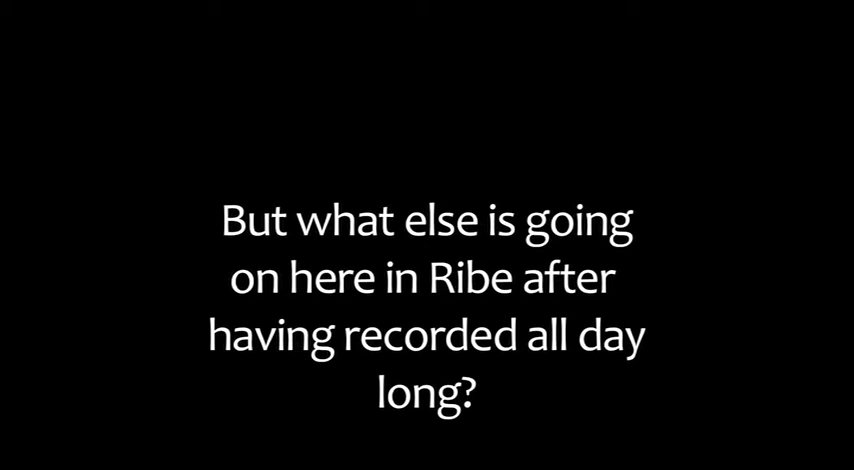 But what else is going
on here in Ribe after
having recorded all day
long?